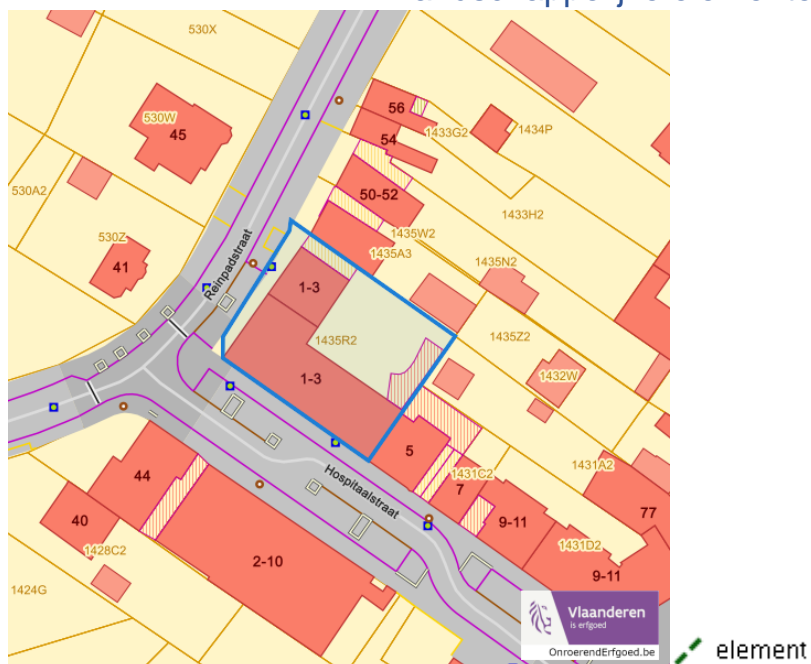 530X
56
1433G2
1434P
530W
45
54
530A2
50-52
1433H2
1435W2
530Z
1435A3
1435N2
41
Reinpadstraat
1-3
1435R2
1435Z2
1-3
1432W
5
1431A2
44
Hospitaalstraat
1431C2
7
77
40
9-11
1428C2
1431D2
2-10
9-11
1424G
Vlaanderen
is erfgoed
OnroerendErfgoed.be
element